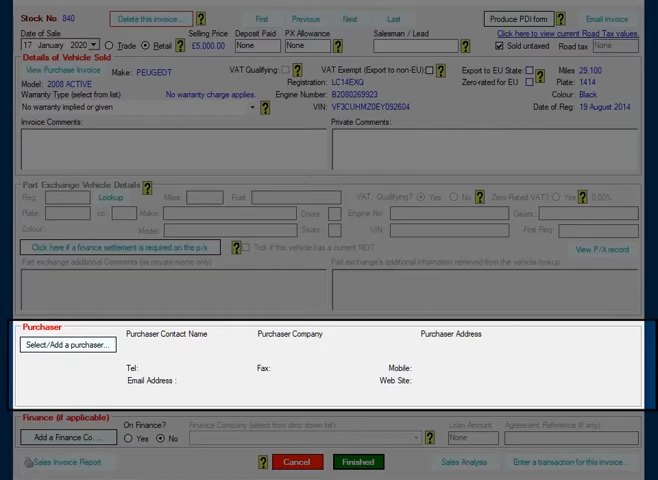 Stock No 840 Delete this invoice... ? First Previous Next Last Produce PDI form ? Email invoice
Date of Sale Selling Price Deposit Paid PX Allowance Salesman / Lead Click here to view current Road Tax values.
17 January 2020 Trade Retail ? £5,000.00 None None ? ? Sold untaxed Road tax None
Details of Vehicle Sold
View Purchase Invoice Make: PEUGEOT VAT Qualifying: ? VAT Exempt (Export to non-EU) ? Export to EU State: ? Miles 29,100
Model: 2008 ACTIVE Registration: LC14EXG Zero-rated for EU ? Plate: 1414
Warranty Type (select from list) No warranty charge applies. Engine Number: B2080269923 Colour: Black
No warranty implied or given ? VIN: VF3CUHMZ0EY092604 Date of Reg: 19 August 2014
Invoice Comments: Private Comments:
Part Exchange Vehicle Details ?
Reg: Lookup Miles: Fuel: VAT: Qualifying? Yes No ? Zero-Rated VAT? Yes ? 0.00%
Plate: cc: Make: Doors: Engine No: Gears:
Colour: Model: Seats: VIN: First Reg:
Click here if a finance settlement is required on the p/x ? Tick if this vehicle has a current MOT View P/X record
Part exchange additional Comments (as private memo only) Part exchange's additional information retrieved from the vehicle lookup
Purchaser
Select/Add a purchaser... Purchaser Contact Name Purchaser Company Purchaser Address
Tel: Fax: Mobile:
Email Address : Web Site:
Finance (if applicable)
On Finance? Finance Company (select from drop down list) Loan Amount Agreement Reference (if any)
Add a Finance Co. ... Yes No ? None
Sales Invoice Report ? Cancel Finished Sales Analysis Enter a transaction for this invoice...